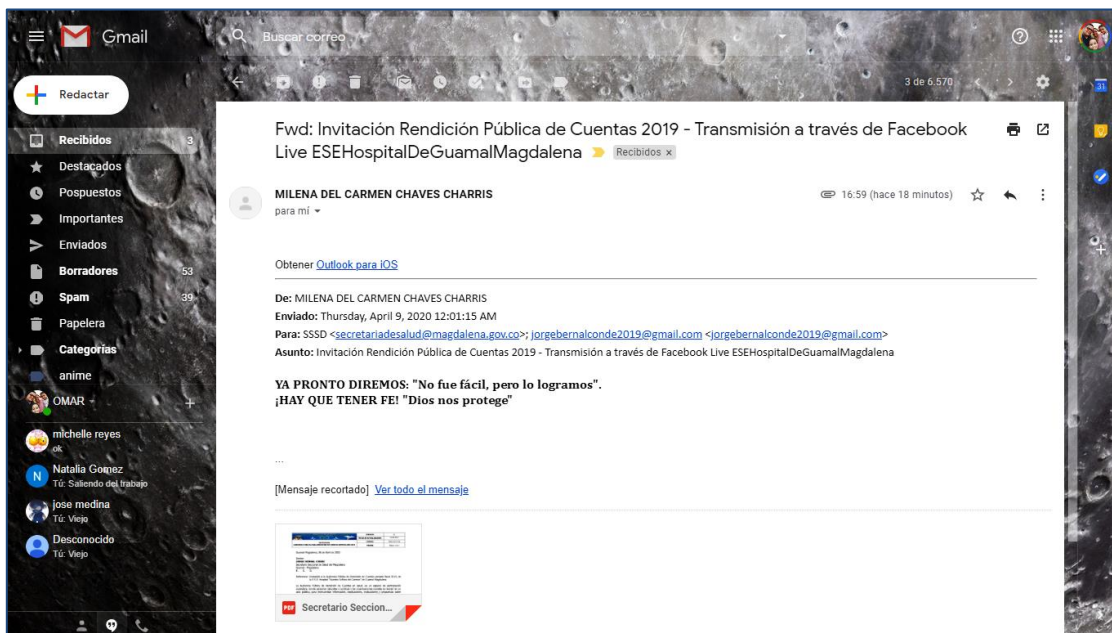 Gmail
Buscar correo
Redactar
3 de 6.570
31
Recibidos 3
Destacados
Pospuestos
Importantes
Enviados
Borradores 53
Spam 39
Papelera
Categorías
anime
OMAR
michelle reyes
ok
N
Natalia Gomez
Tú: Saliendo del trabajo
jose medina
Tú: Viejo
Desconocido
Tú: Viejo
Fwd: Invitación Rendición Pública de Cuentas 2019 - Transmisión a través de Facebook
Live ESEHospitalDeGuamalMagdalena Recibidos x
MILENA DEL CARMEN CHAVES CHARRIS 16:59 (hace 18 minutos)
para mí
Obtener Outlook para iOS
De: MILENA DEL CARMEN CHAVES CHARRIS
Enviado: Thursday, April 9, 2020 12:01:15 AM
Para: SSSD <secretariadesalud@magdalena.gov.co>; jorgebernalconde2019@gmail.com <jorgebernalconde2019@gmail.com>
Asunto: Invitación Rendición Pública de Cuentas 2019 - Transmisión a través de Facebook Live ESEHospitalDeGuamalMagdalena
YA PRONTO DIREMOS: "No fue fácil, pero lo logramos".
¡HAY QUE TENER FE! "Dios nos protege"
...
[Mensaje recortado] Ver todo el mensaje
PDF Secretario Seccion...